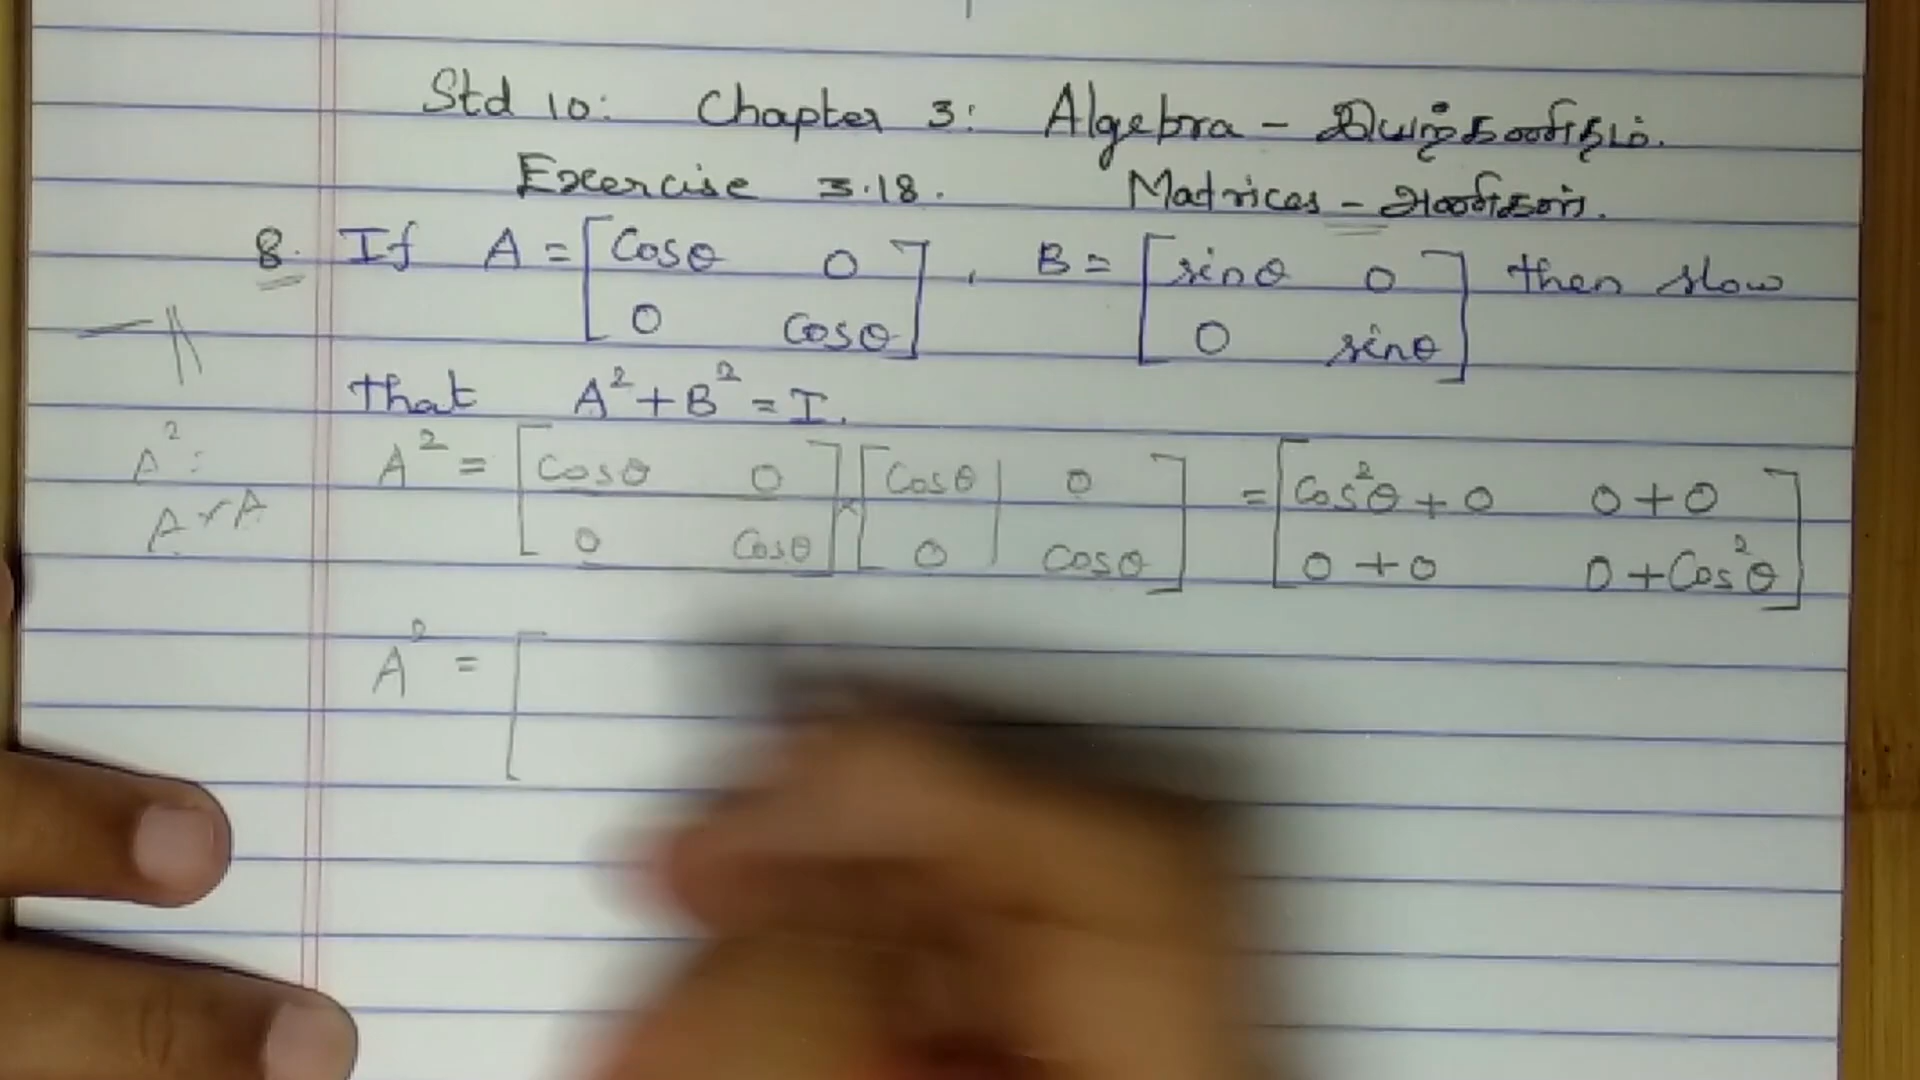 Std 10: Chapter 3: Algebra - இயற்கணிதம்.
Exercise 3.18. Matrices - அணிகள்.
8. If A = [cosθ 0 , B = [sinθ 0 then show
0 cosθ] 0 sinθ]
that A² + B² = I.
A² = [cosθ 0 × [cosθ 0 = [cos²θ + 0 0 + 0
0 cosθ] 0 cosθ] 0 + 0 0 + cos²θ]
A² :
A × A
A² = [